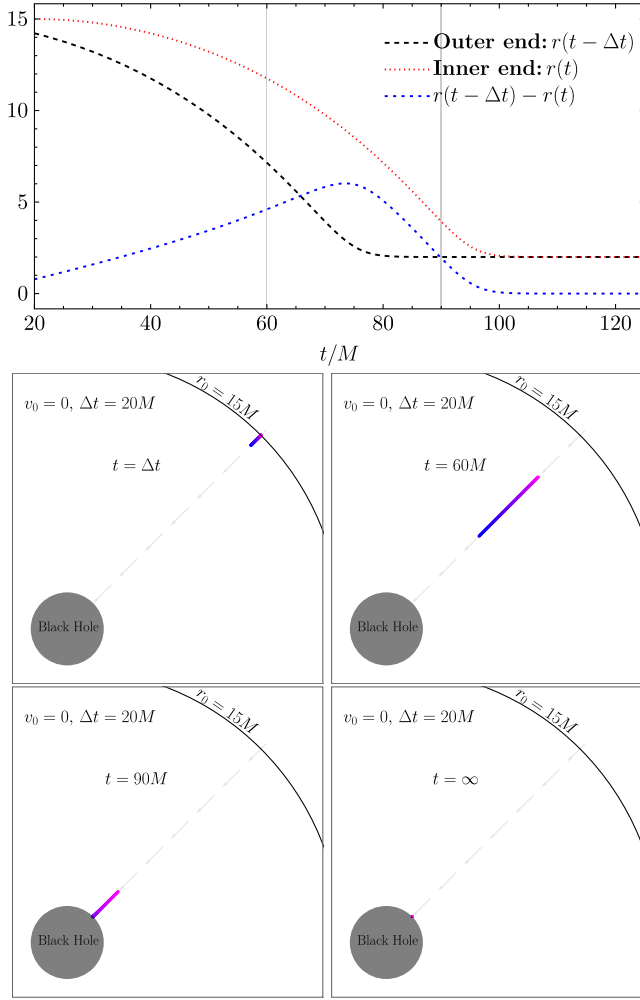 15
10
5
0
Outer end: r(t − Δt)
Inner end: r(t)
r(t − Δt) − r(t)
20 40 60 80 100 120
t/M
v₀ = 0, Δt = 20M
r₀ = 15M
t = Δt
Black Hole
v₀ = 0, Δt = 20M
r₀ = 15M
t = 60M
Black Hole
v₀ = 0, Δt = 20M
r₀ = 15M
t = 90M
Black Hole
v₀ = 0, Δt = 20M
r₀ = 15M
t = ∞
Black Hole